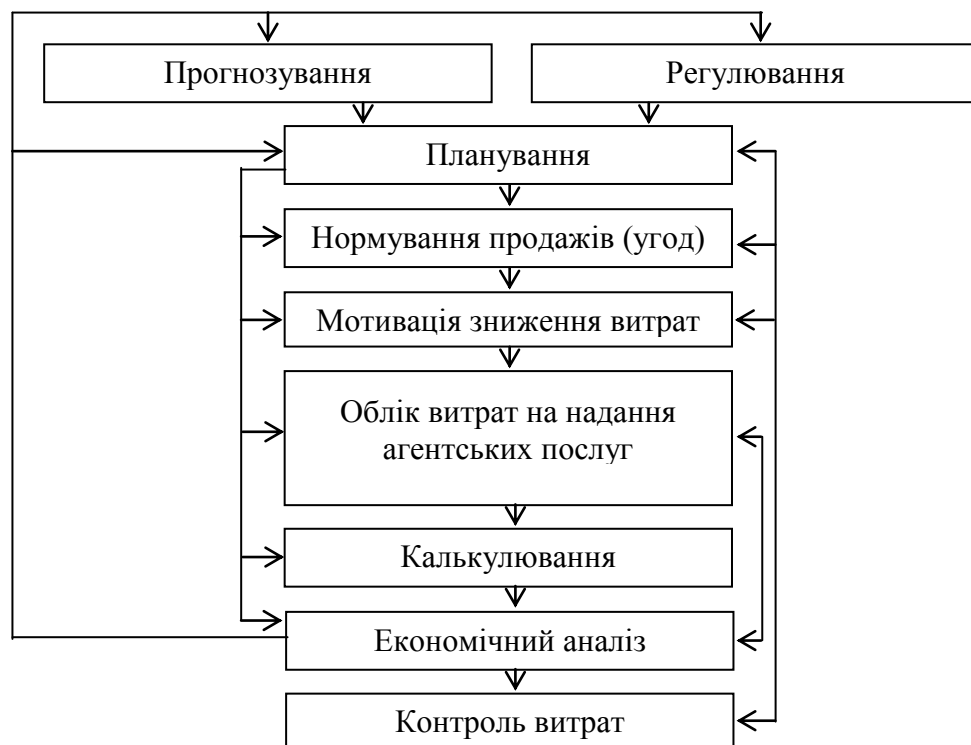 Прогнозування
Регулювання
Планування
Нормування продажів (угод)
Мотивація зниження витрат
Облік витрат на надання
агентських послуг
Калькулювання
Економічний аналіз
Контроль витрат